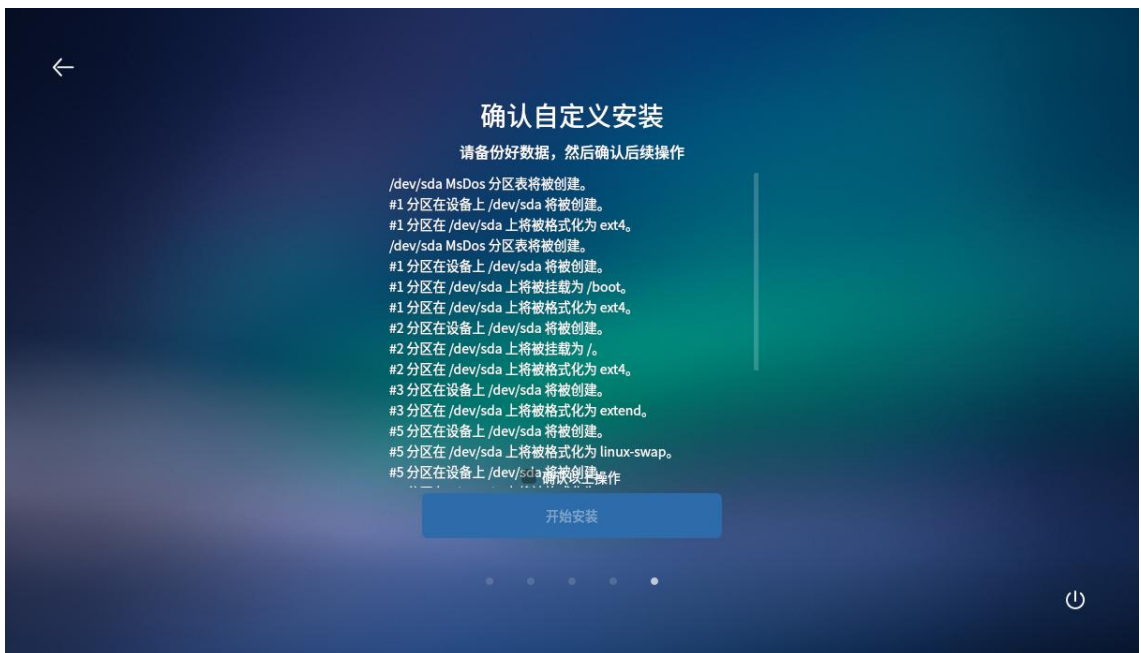 确认自定义安装
请备份好数据，然后确认后续操作
/dev/sda MsDos 分区表将被创建。
#1 分区在设备上 /dev/sda 将被创建。
#1 分区在 /dev/sda 上将被格式化为 ext4。
/dev/sda MsDos 分区表将被创建。
#1 分区在设备上 /dev/sda 将被创建。
#1 分区在 /dev/sda 上将被挂载为 /boot。
#1 分区在 /dev/sda 上将被格式化为 ext4。
#2 分区在设备上 /dev/sda 将被创建。
#2 分区在 /dev/sda 上将被挂载为 /。
#2 分区在 /dev/sda 上将被格式化为 ext4。
#3 分区在设备上 /dev/sda 将被创建。
#3 分区在 /dev/sda 上将被格式化为 extend。
#5 分区在设备上 /dev/sda 将被创建。
#5 分区在 /dev/sda 上将被格式化为 linux-swap。
#5 分区在设备上 /dev/sda 将被创建。
确认以上操作
开始安装